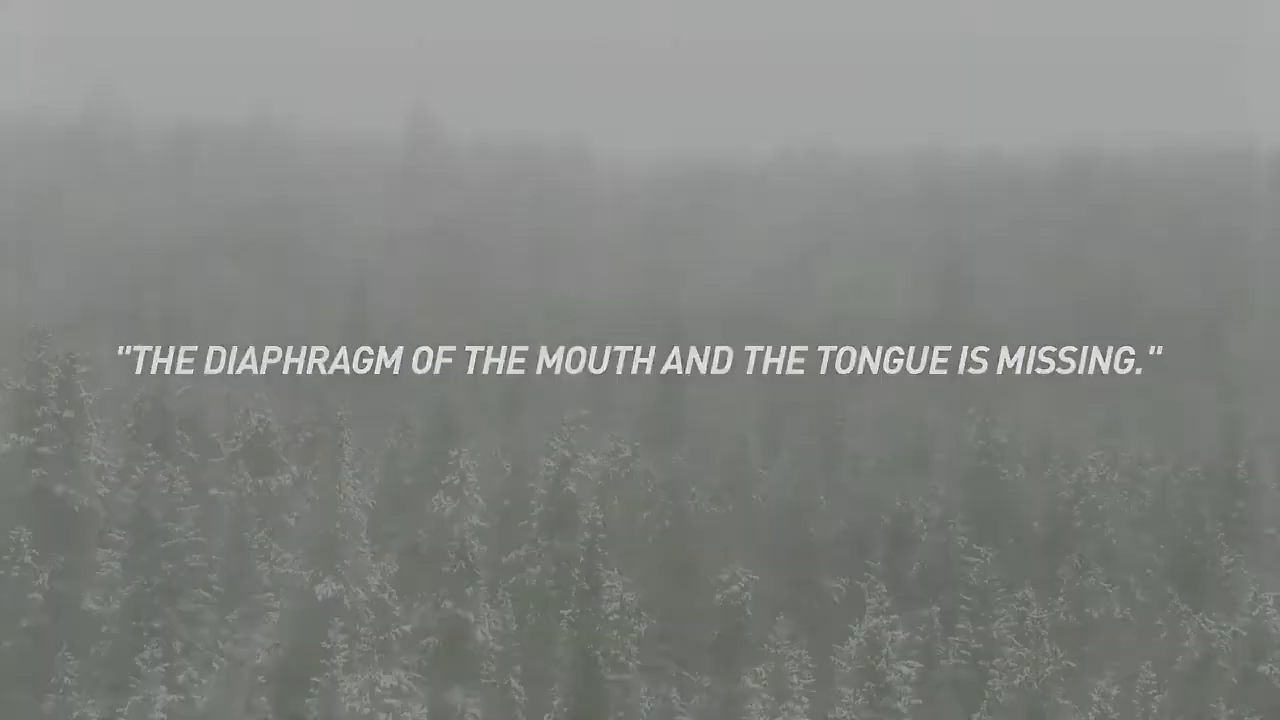 "THE DIAPHRAGM OF THE MOUTH AND THE TONGUE IS MISSING."